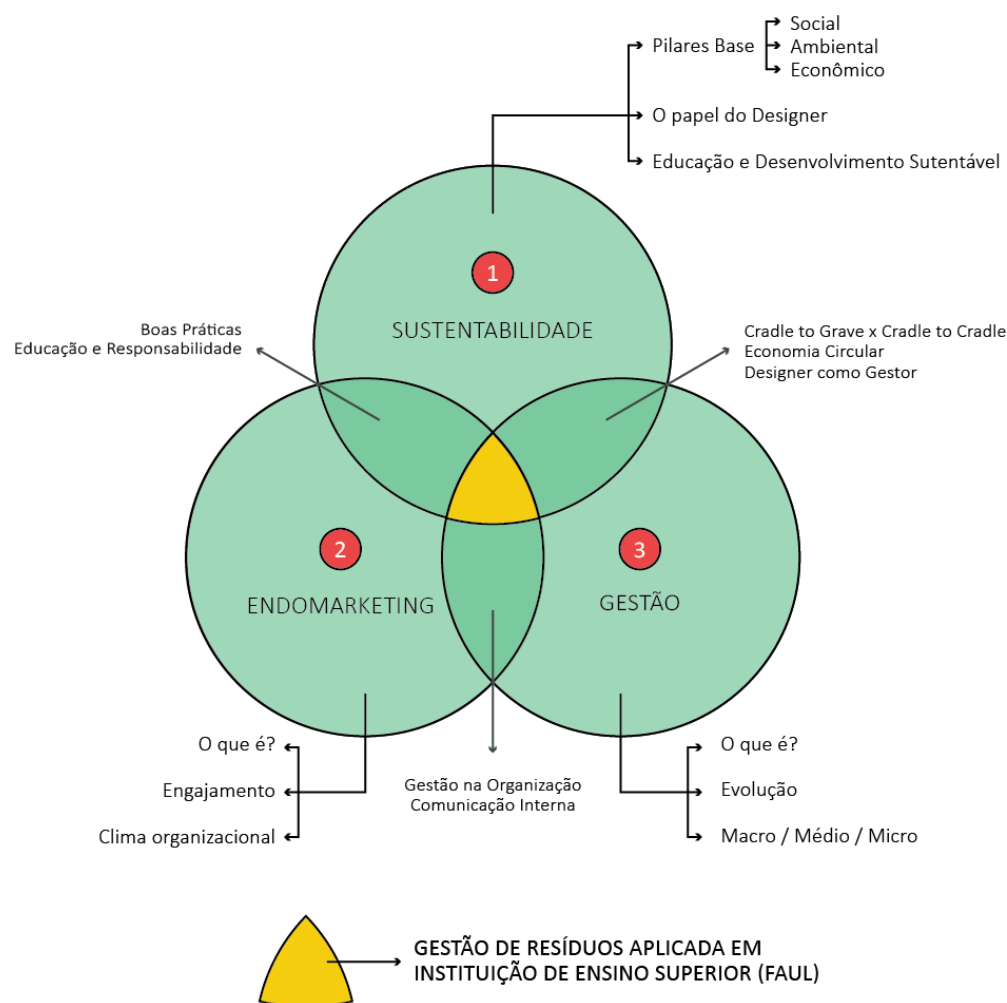 Social
Pilares Base
Ambiental
Econômico
O papel do Designer
Educação e Desenvolvimento Sutentável
1
SUSTENTABILIDADE
Boas Práticas
Educação e Responsabilidade
Cradle to Grave x Cradle to Cradle
Economia Circular
Designer como Gestor
2
ENDOMARKETING
3
GESTÃO
O que é?
Engajamento
Clima organizacional
Gestão na Organização
Comunicação Interna
O que é?
Evolução
Macro / Médio / Micro
GESTÃO DE RESÍDUOS APLICADA EM
INSTITUIÇÃO DE ENSINO SUPERIOR (FAUL)